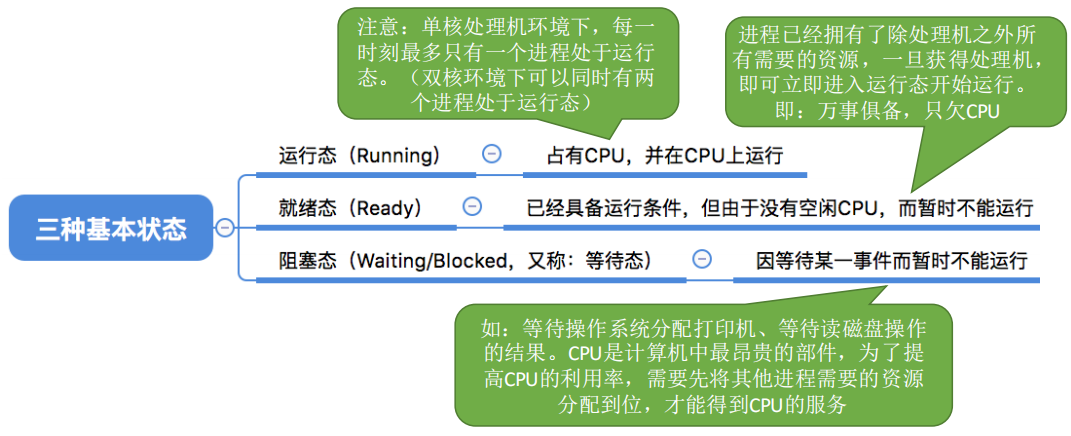 注意：单核处理机环境下，每一
时刻最多只有一个进程处于运行
态。（双核环境下可以同时有两
个进程处于运行态）
进程已经拥有了除处理机之外所
有需要的资源，一旦获得处理机，
即可立即进入运行态开始运行。
即：万事俱备，只欠CPU
三种基本状态
运行态（Running）
占有CPU，并在CPU上运行
就绪态（Ready）
已经具备运行条件，但由于没有空闲CPU，而暂时不能运行
阻塞态（Waiting/Blocked，又称：等待态）
因等待某一事件而暂时不能运行
如：等待操作系统分配打印机、等待读磁盘操作
的结果。CPU是计算机中最昂贵的部件，为了提
高CPU的利用率，需要先将其他进程需要的资源
分配到位，才能得到CPU的服务